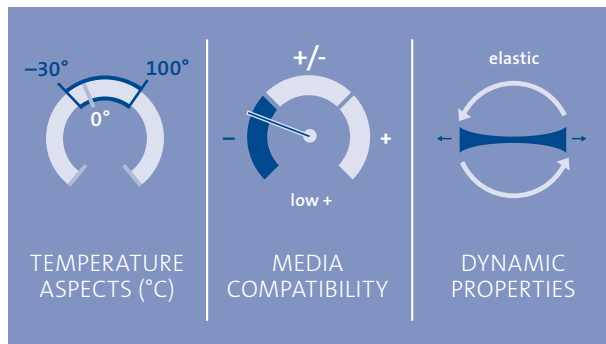 –30°
100°
0°
TEMPERATURE
ASPECTS (°C)
+/-
–
+
low +
MEDIA
COMPATIBILITY
elastic
DYNAMIC
PROPERTIES